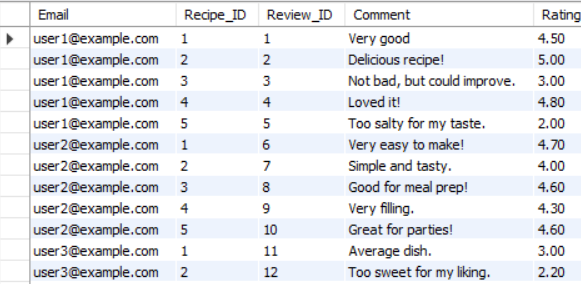 Email Recipe_ID Review_ID Comment Rating
user1@example.com 1 1 Very good 4.50
user1@example.com 2 2 Delicious recipe! 5.00
user1@example.com 3 3 Not bad, but could improve. 3.00
user1@example.com 4 4 Loved it! 4.80
user1@example.com 5 5 Too salty for my taste. 2.00
user2@example.com 1 6 Very easy to make! 4.70
user2@example.com 2 7 Simple and tasty. 4.00
user2@example.com 3 8 Good for meal prep! 4.60
user2@example.com 4 9 Very filling. 4.30
user2@example.com 5 10 Great for parties! 4.60
user3@example.com 1 11 Average dish. 3.00
user3@example.com 2 12 Too sweet for my liking. 2.20